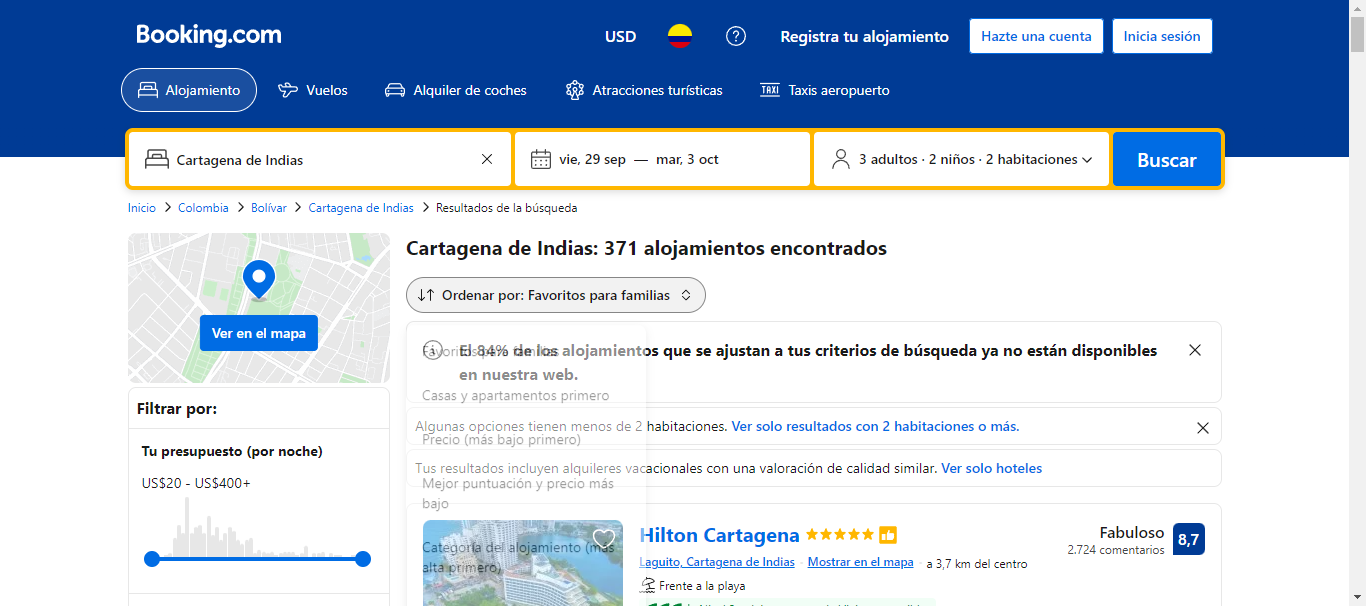 Booking.com
USD
Registra tu alojamiento
Hazte una cuenta
Inicia sesión
Alojamiento
Vuelos
Alquiler de coches
Atracciones turísticas
TAXI Taxis aeropuerto
Cartagena de Indias
vie, 29 sep — mar, 3 oct
3 adultos · 2 niños · 2 habitaciones
Buscar
Inicio > Colombia > Bolívar > Cartagena de Indias > Resultados de la búsqueda
Ver en el mapa
Filtrar por:
Tu presupuesto (por noche)
US$20 - US$400+
Cartagena de Indias: 371 alojamientos encontrados
Ordenar por: Favoritos para familias
Favoritos para familias
Casas y apartamentos primero
Precio (más bajo primero)
Mejor puntuación y precio más
bajo
Categoría del alojamiento (más
alta primero)
El 84% de los alojamientos que se ajustan a tus criterios de búsqueda ya no están disponibles
en nuestra web.
Algunas opciones tienen menos de 2 habitaciones. Ver solo resultados con 2 habitaciones o más.
Tus resultados incluyen alquileres vacacionales con una valoración de calidad similar. Ver solo hoteles
Hilton Cartagena
Laguito, Cartagena de Indias
Mostrar en el mapa
a 3,7 km del centro
Frente a la playa
Fabuloso
2.724 comentarios
8,7